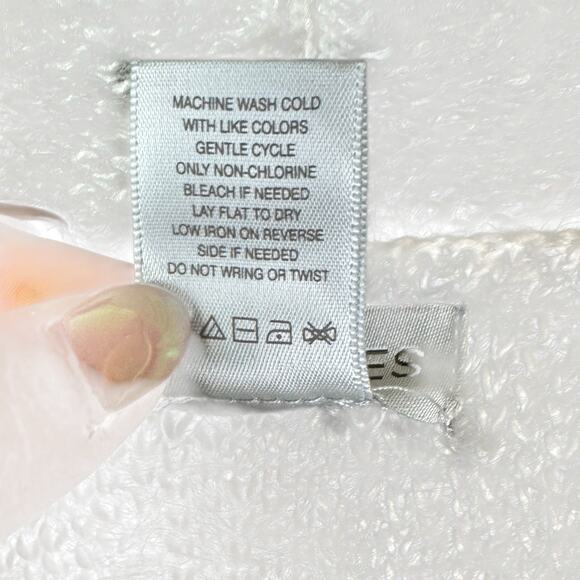 MACHINE WASH COLD
WITH LIKE COLORS
GENTLE CYCLE
ONLY NON-CHLORINE
BLEACH IF NEEDED
LAY FLAT TO DRY
LOW IRON ON REVERSE
SIDE IF NEEDED
DO NOT WRING OR TWIST
ES